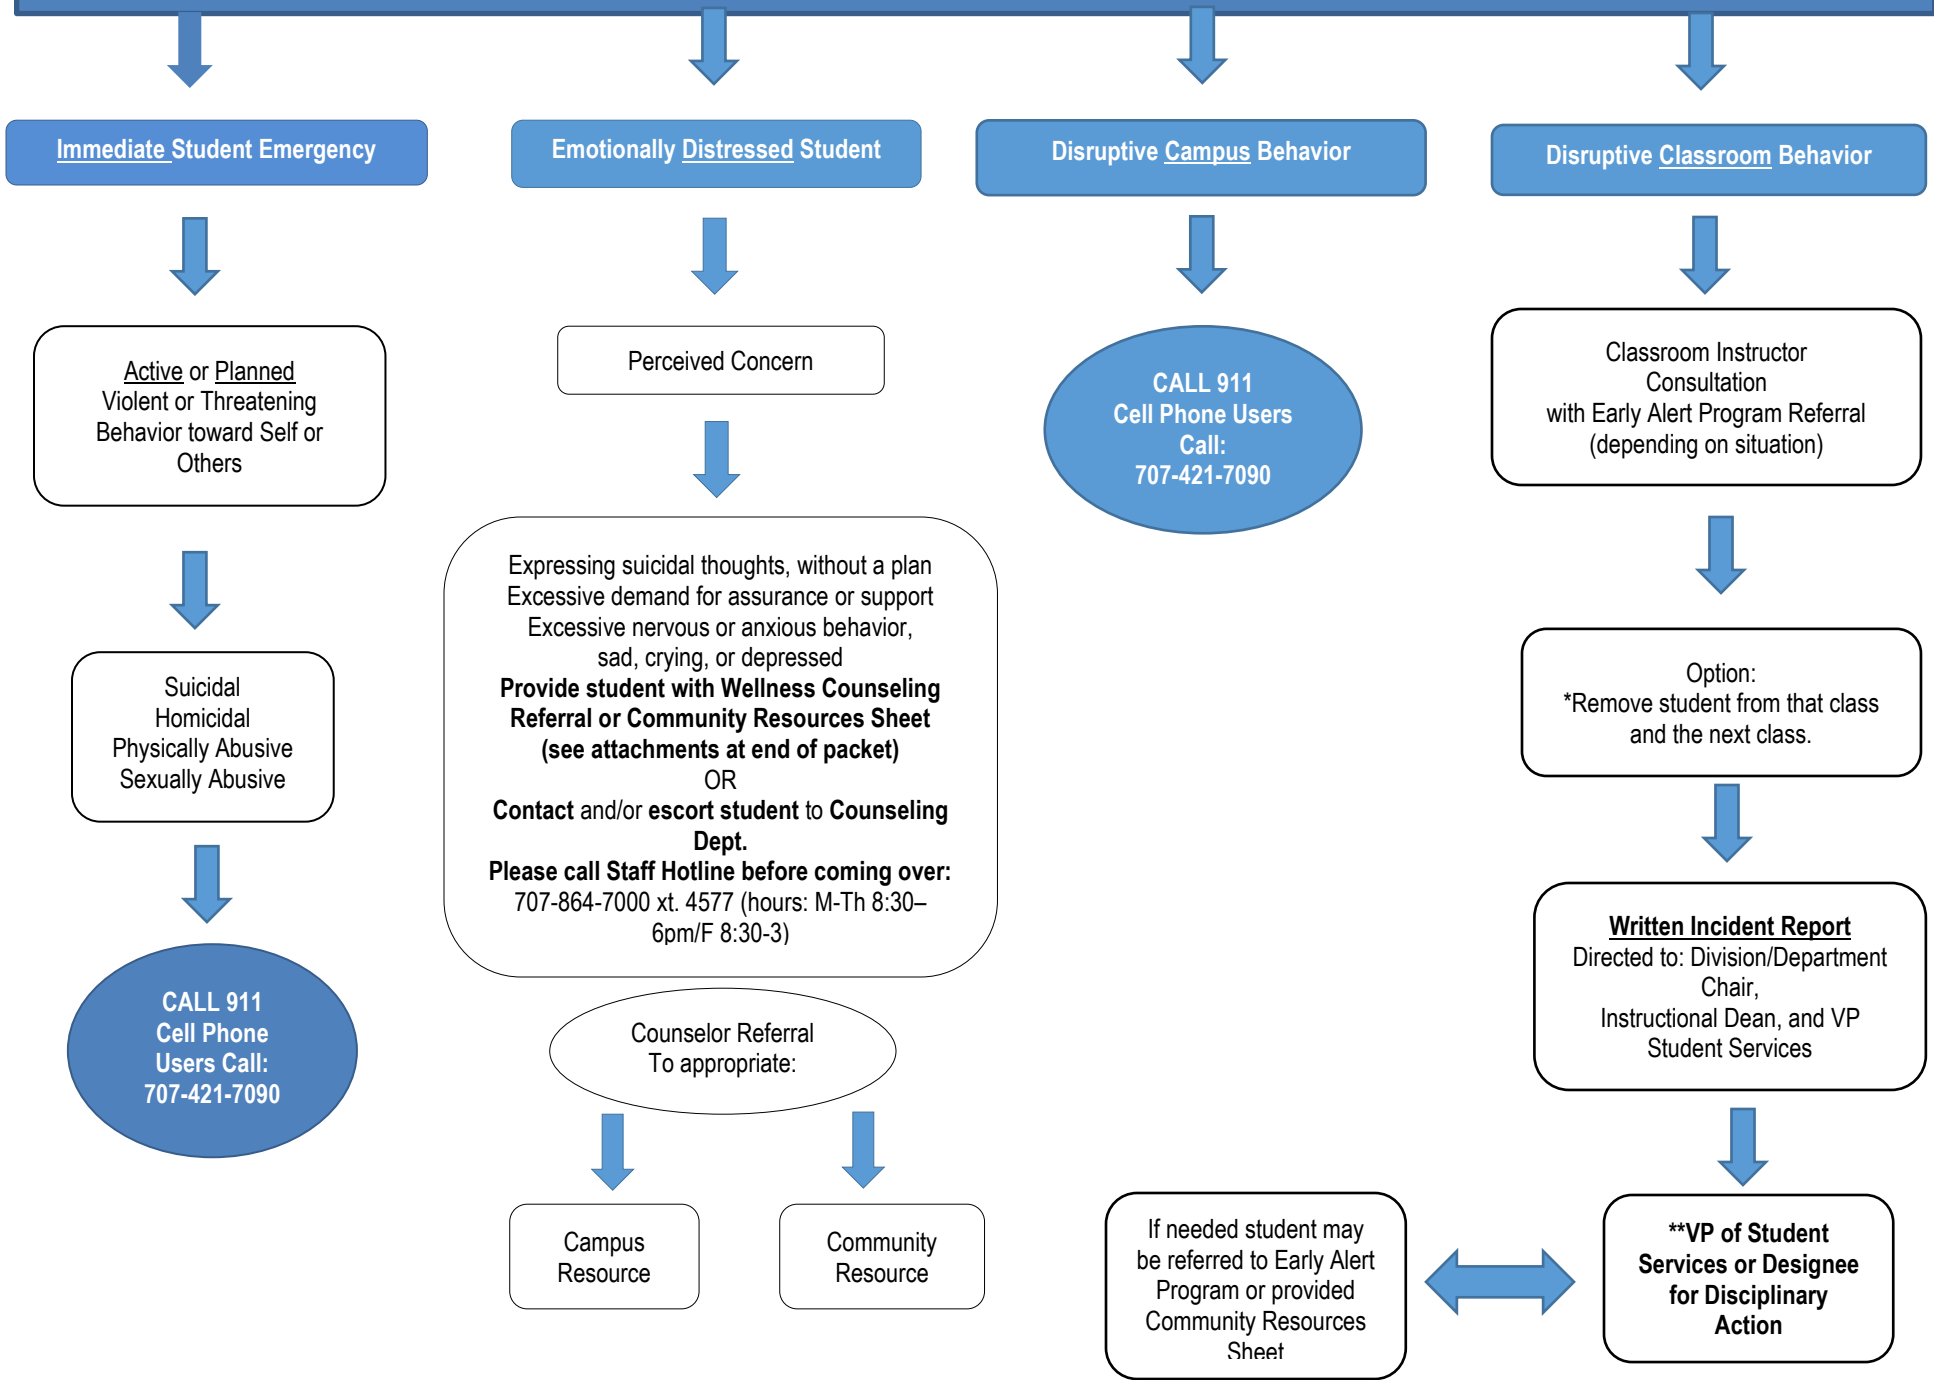 Immediate Student Emergency
Active or Planned
Violent or Threatening
Behavior toward Self or
Others
Suicidal
Homicidal
Physically Abusive
Sexually Abusive
CALL 911
Cell Phone
Users Call:
707-421-7090
Emotionally Distressed Student
Perceived Concern
Expressing suicidal thoughts, without a plan
Excessive demand for assurance or support
Excessive nervous or anxious behavior,
sad, crying, or depressed
Provide student with Wellness Counseling
Referral or Community Resources Sheet
(see attachments at end of packet)
OR
Contact and/or escort student to Counseling
Dept.
Please call Staff Hotline before coming over:
707-864-7000 xt. 4577 (hours: M-Th 8:30–
6pm/F 8:30-3)
Counselor Referral
To appropriate:
Campus
Resource
Community
Resource
Disruptive Campus Behavior
CALL 911
Cell Phone Users
Call:
707-421-7090
Disruptive Classroom Behavior
Classroom Instructor
Consultation
with Early Alert Program Referral
(depending on situation)
Option:
*Remove student from that class
and the next class.
Written Incident Report
Directed to: Division/Department
Chair,
Instructional Dean, and VP
Student Services
**VP of Student
Services or Designee
for Disciplinary
Action
If needed student may
be referred to Early Alert
Program or provided
Community Resources
Sheet